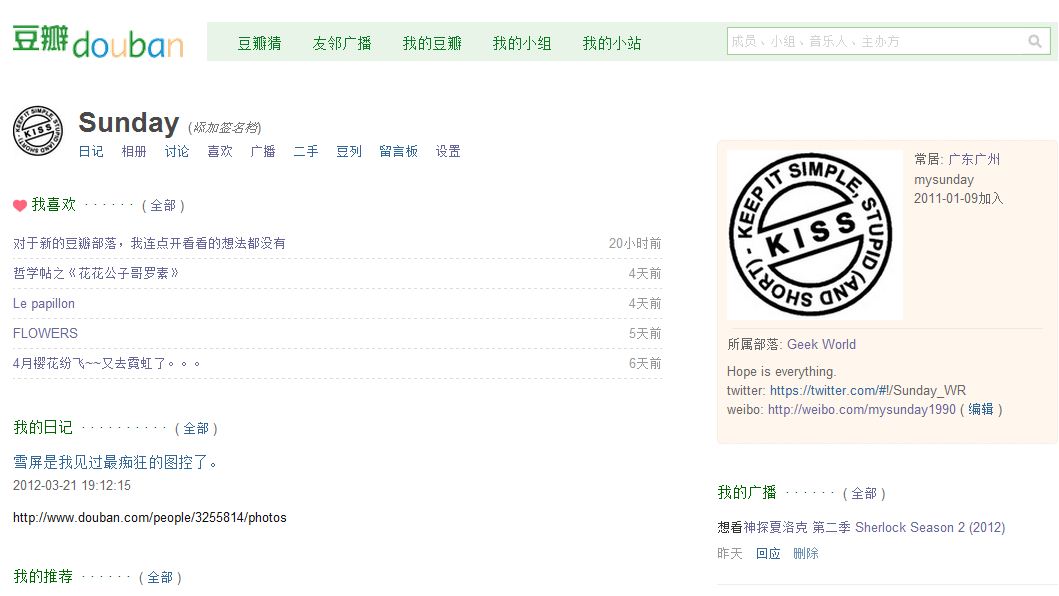 豆瓣douban
豆瓣猜 友邻广播 我的豆瓣 我的小组 我的小站
成员、小组、音乐人、主办方
KEEP IT SIMPLE, STUPID (AND SHORT) - KISS
Sunday (添加签名档)
日记 相册 讨论 喜欢 广播 二手 豆列 留言板 设置
我喜欢 · · · · · · ( 全部 )
对于新的豆瓣部落，我连点开看看的想法都没有 20小时前
哲学帖之《花花公子哥罗素》 4天前
Le papillon 4天前
FLOWERS 5天前
4月樱花纷飞~~又去霓虹了。。。 6天前
我的日记 · · · · · · · · · · ( 全部 )
雪屏是我见过最痴狂的图控了。
2012-03-21 19:12:15
http://www.douban.com/people/3255814/photos
我的推荐 · · · · · · ( 全部 )
KEEP IT SIMPLE, STUPID (AND SHORT) - KISS
常居: 广东广州
mysunday
2011-01-09加入
所属部落: Geek World
Hope is everything.
twitter: https://twitter.com/#!/Sunday_WR
weibo: http://weibo.com/mysunday1990 ( 编辑 )
我的广播 · · · · · · ( 全部 )
想看神探夏洛克 第二季 Sherlock Season 2 (2012)
昨天 回应 删除